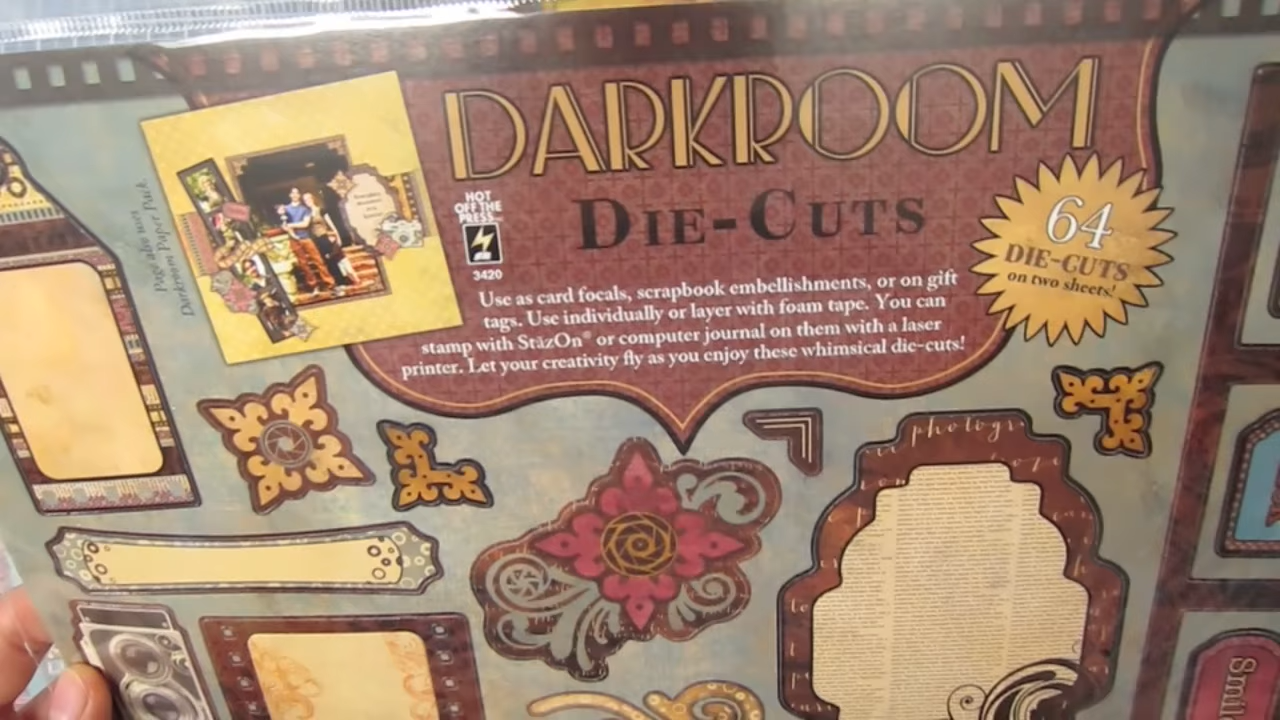 DARKROOM
DIE-CUTS
HOT
OFF THE
PRESS
3420
64
DIE-CUTS
on two sheets!
Use as card focals, scrapbook embellishments, or on gift
tags. Use individually or layer with foam tape. You can
stamp with StāzOn® or computer journal on them with a laser
printer. Let your creativity fly as you enjoy these whimsical die-cuts!
Page also uses
Darkroom Paper Pack.
photogr
Smil